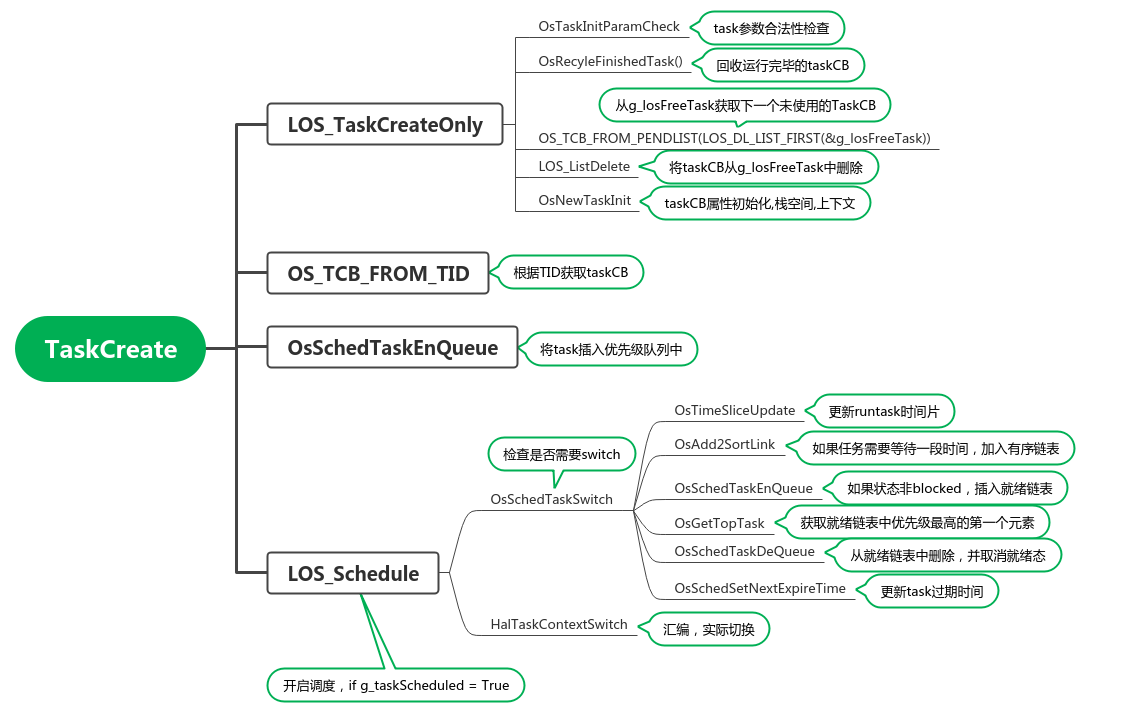 OsTaskInitParamCheck
task参数合法性检查
OsRecyleFinishedTask()
回收运行完毕的taskCB
从g_losFreeTask获取下一个未使用的TaskCB
LOS_TaskCreateOnly
OS_TCB_FROM_PENDLIST(LOS_DL_LIST_FIRST(&g_losFreeTask))
LOS_ListDelete
将taskCB从g_losFreeTask中删除
OsNewTaskInit
taskCB属性初始化,栈空间,上下文
OS_TCB_FROM_TID
根据TID获取taskCB
TaskCreate
OsSchedTaskEnQueue
将task插入优先级队列中
OsTimeSliceUpdate
更新runtask时间片
OsAdd2SortLink
如果任务需要等待一段时间，加入有序链表
检查是否需要switch
OsSchedTaskSwitch
OsSchedTaskEnQueue
如果状态非blocked，插入就绪链表
OsGetTopTask
获取就绪链表中优先级最高的第一个元素
OsSchedTaskDeQueue
从就绪链表中删除，并取消就绪态
LOS_Schedule
OsSchedSetNextExpireTime
更新task过期时间
HalTaskContextSwitch
汇编，实际切换
开启调度，if g_taskScheduled = True